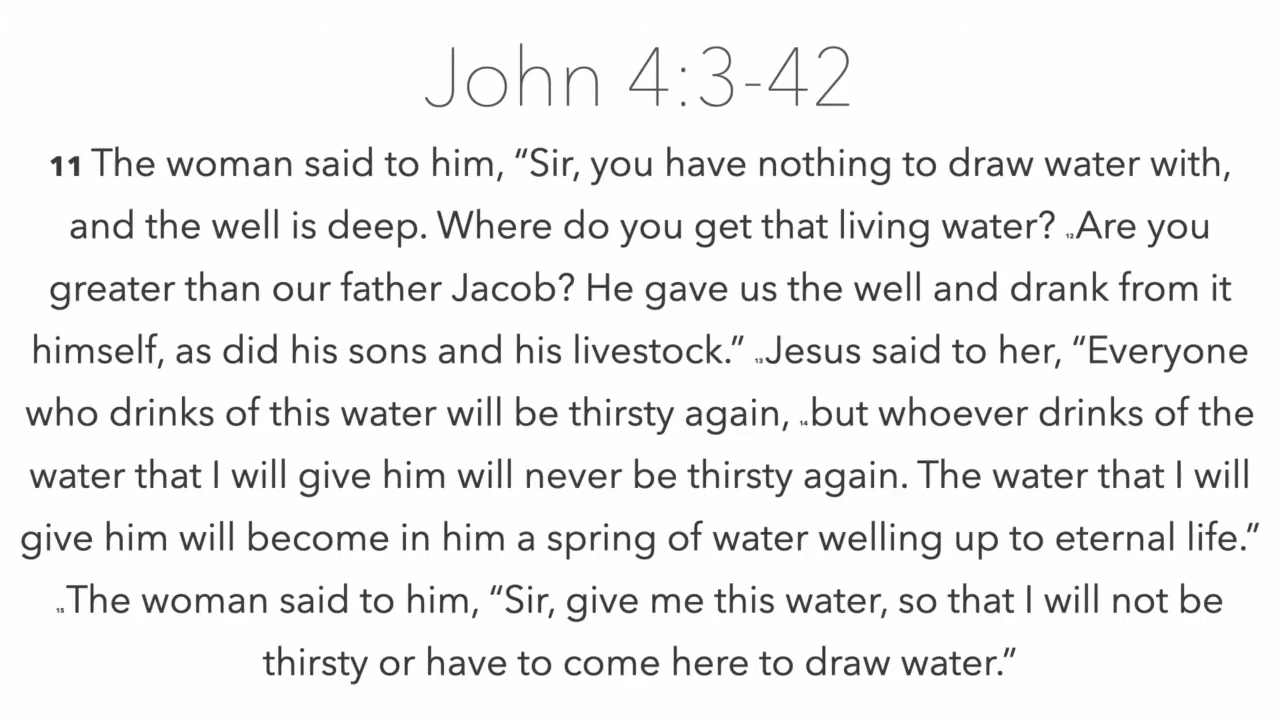 John 4:3-42
11 The woman said to him, “Sir, you have nothing to draw water with,
and the well is deep. Where do you get that living water? 12Are you
greater than our father Jacob? He gave us the well and drank from it
himself, as did his sons and his livestock.” 13Jesus said to her, “Everyone
who drinks of this water will be thirsty again, 14but whoever drinks of the
water that I will give him will never be thirsty again. The water that I will
give him will become in him a spring of water welling up to eternal life.”
15The woman said to him, “Sir, give me this water, so that I will not be
thirsty or have to come here to draw water.”